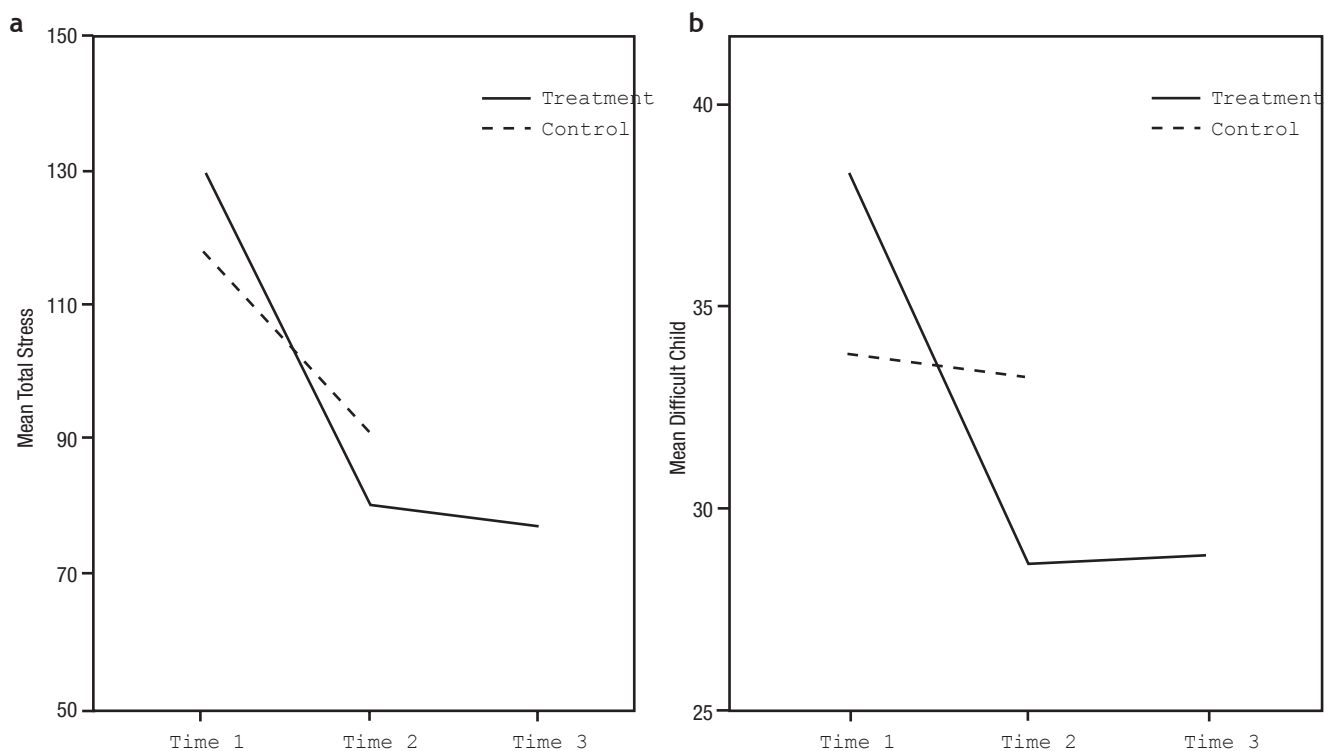 a
150
130
110
90
70
50
Mean Total Stress
Treatment
Control
Time 1 Time 2 Time 3
b
40
35
30
25
Mean Difficult Child
Treatment
Control
Time 1 Time 2 Time 3